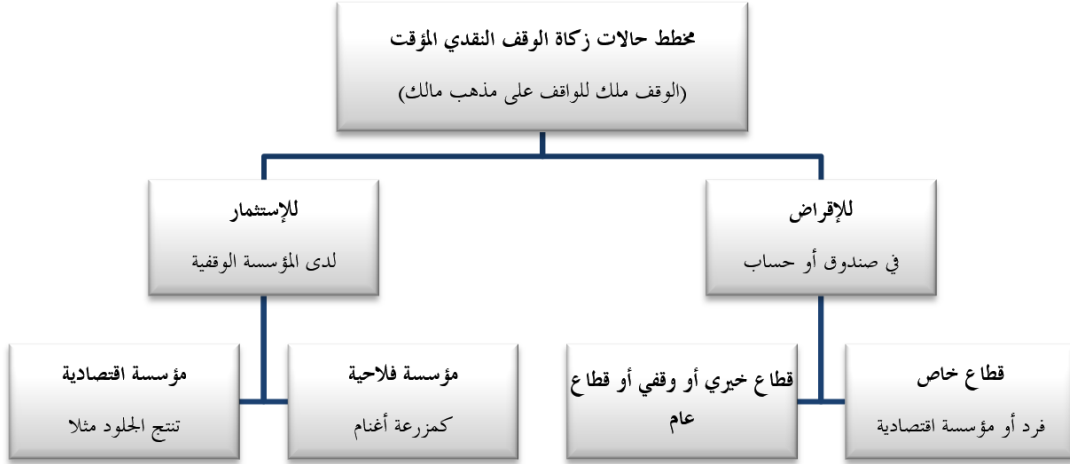 مخطط حالات زكاة الوقف النقدي المؤقت
(الوقف ملك للواقف على مذهب مالك)
للإقراض
في صندوق أو حساب
للإستثمار
لدى المؤسسة الوقفية
قطاع خاص
فرد أو مؤسسة اقتصادية
قطاع خيري أو وقفي أو قطاع
عام
مؤسسة فلاحية
كمزرعة أغنام
مؤسسة اقتصادية
تنتج الجلود مثلا